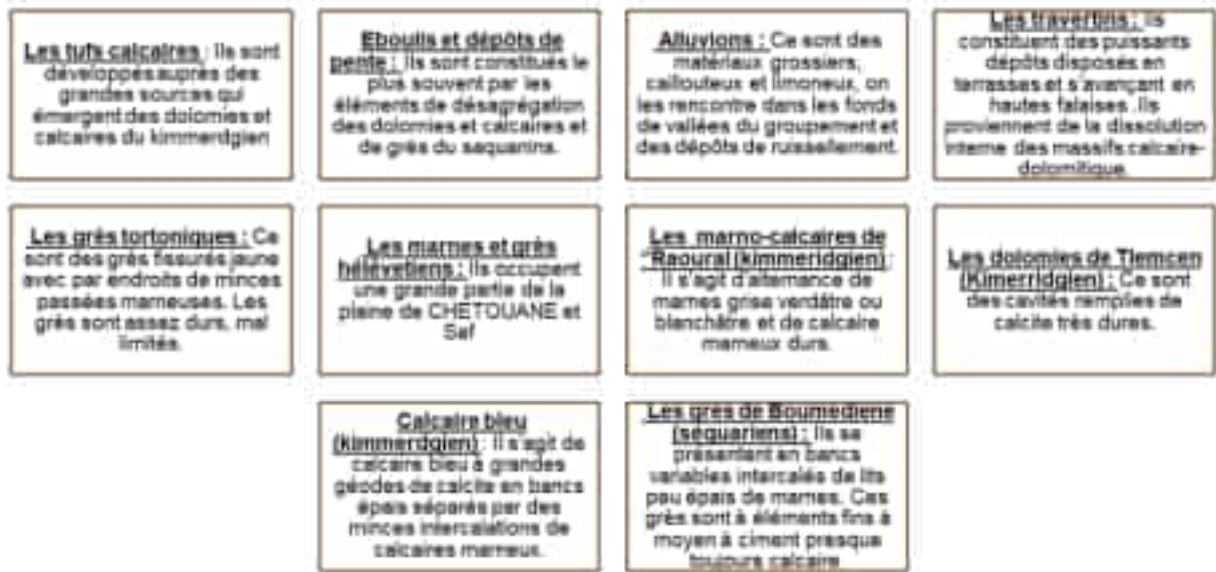 Les tufs calcaires : Ils sont
développés auprès des
grandes sources qui
émergent des dolomies et
calcaires du kimmerdgien
Eboulis et dépôts de
pente : Ils sont constitués le
plus souvent par les
éléments de désagrégation
des dolomies et calcaires et
de grès du saquanins.
Alluvions : Ce sont des
matériaux grossiers,
caillouteux et limoneux, on
les rencontre dans les fonds
de vallées du groupement et
des dépôts de ruissellement.
Les travertins : Ils
constituent des puissants
dépôts disposés en
terrasses et s'avançant en
hautes falaises. Ils
proviennent de la dissolution
interne des massifs calcaire-
dolomitique.
Les grès tortoniques : Ce
sont des grès fissurés jaune
avec par endroits de minces
passées marneuses. Les
grès sont assez durs, mal
limités.
Les marnes et grès
hélévetiens : Ils occupent
une grande partie de la
plaine de CHETOUANE et
Saf
Les marno-calcaires de
Raoural (kimmeridgien) :
Il s'agit d'alternance de
marnes grise verdâtre ou
blanchâtre et de calcaire
marneux durs.
Les dolomies de Tlemcen
(Kimerridgien) : Ce sont
des cavités remplies de
calcite très dures.
Calcaire bleu
(kimmerdgien) : Il s'agit de
calcaire bleu à grandes
géodes de calcite en bancs
épais séparés par des
minces intercalations de
calcaires marneux.
Les grès de Boumediene
(séquariens) : Ils se
présentent en bancs
variables intercalés de lits
peu épais de marnes. Ces
grès sont à éléments fins à
moyen à ciment presque
toujours calcaire